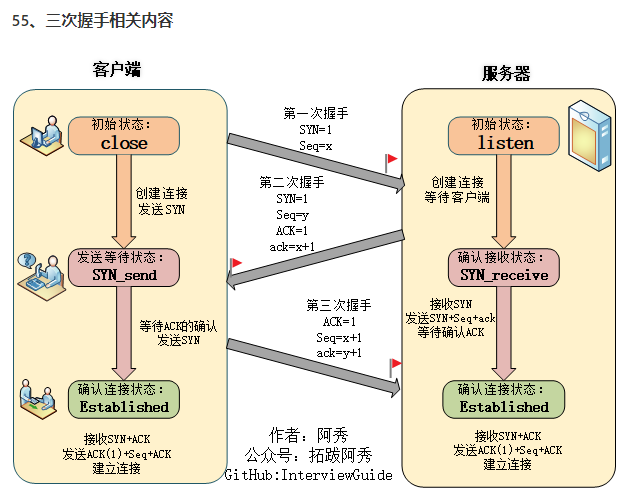 55、三次握手相关内容
客户端
服务器
初始状态：
close
创建连接
发送SYN
发送等待状态：
SYN_send
等待ACK的确认
发送SYN
确认连接状态：
Established
接收SYN+ACK
发送ACK(1)+Seq+ACK
建立连接
第一次握手
SYN=1
Seq=x
第二次握手
SYN=1
Seq=y
ACK=1
ack=x+1
第三次握手
ACK=1
Seq=x+1
ack=y+1
初始状态：
listen
创建连接
等待客户端
确认接收状态：
SYN_receive
接收SYN
发送SYN+Seq+ack
等待确认ACK
确认连接状态：
Established
接收SYN+ACK
发送ACK(1)+Seq+ACK
建立连接
作者：阿秀
公众号：拓跋阿秀
GitHub:InterviewGuide